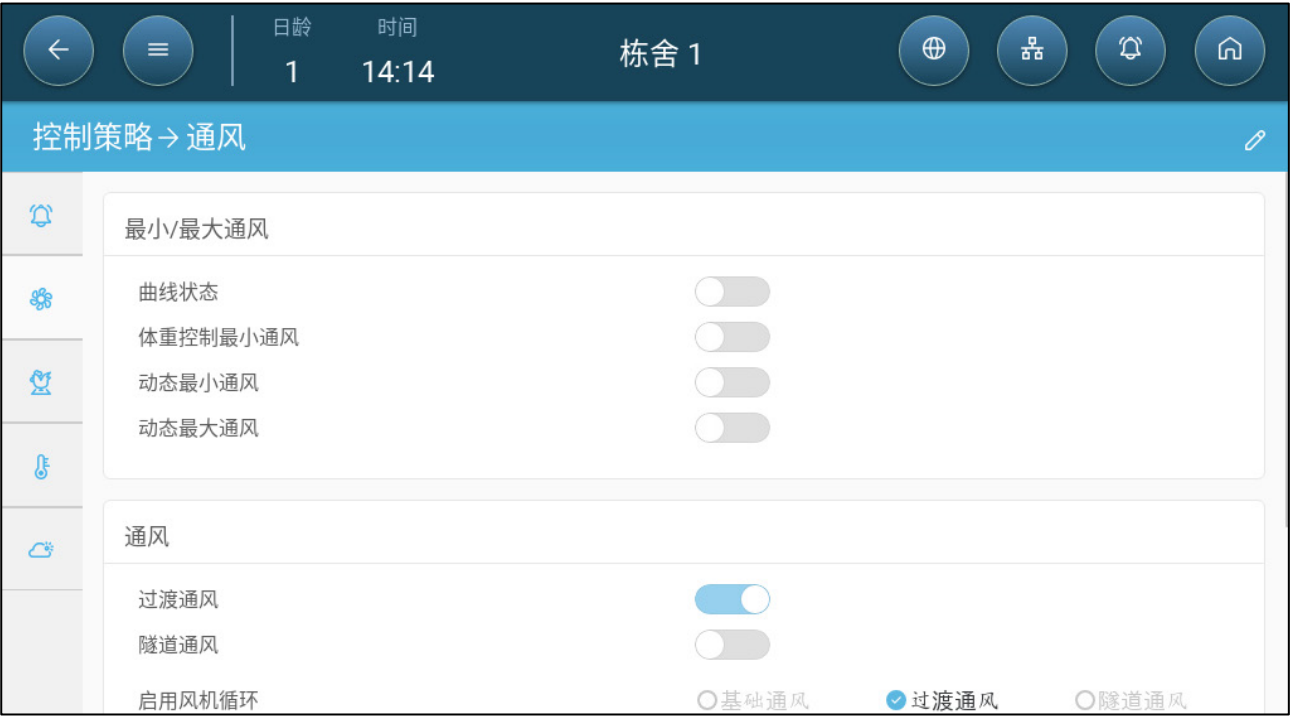 日龄 时间
1 14:14 栋舍 1
控制策略→通风
最小/最大通风
曲线状态
体重控制最小通风
动态最小通风
动态最大通风
通风
过渡通风
隧道通风
启用风机循环 基础通风 过渡通风 隧道通风